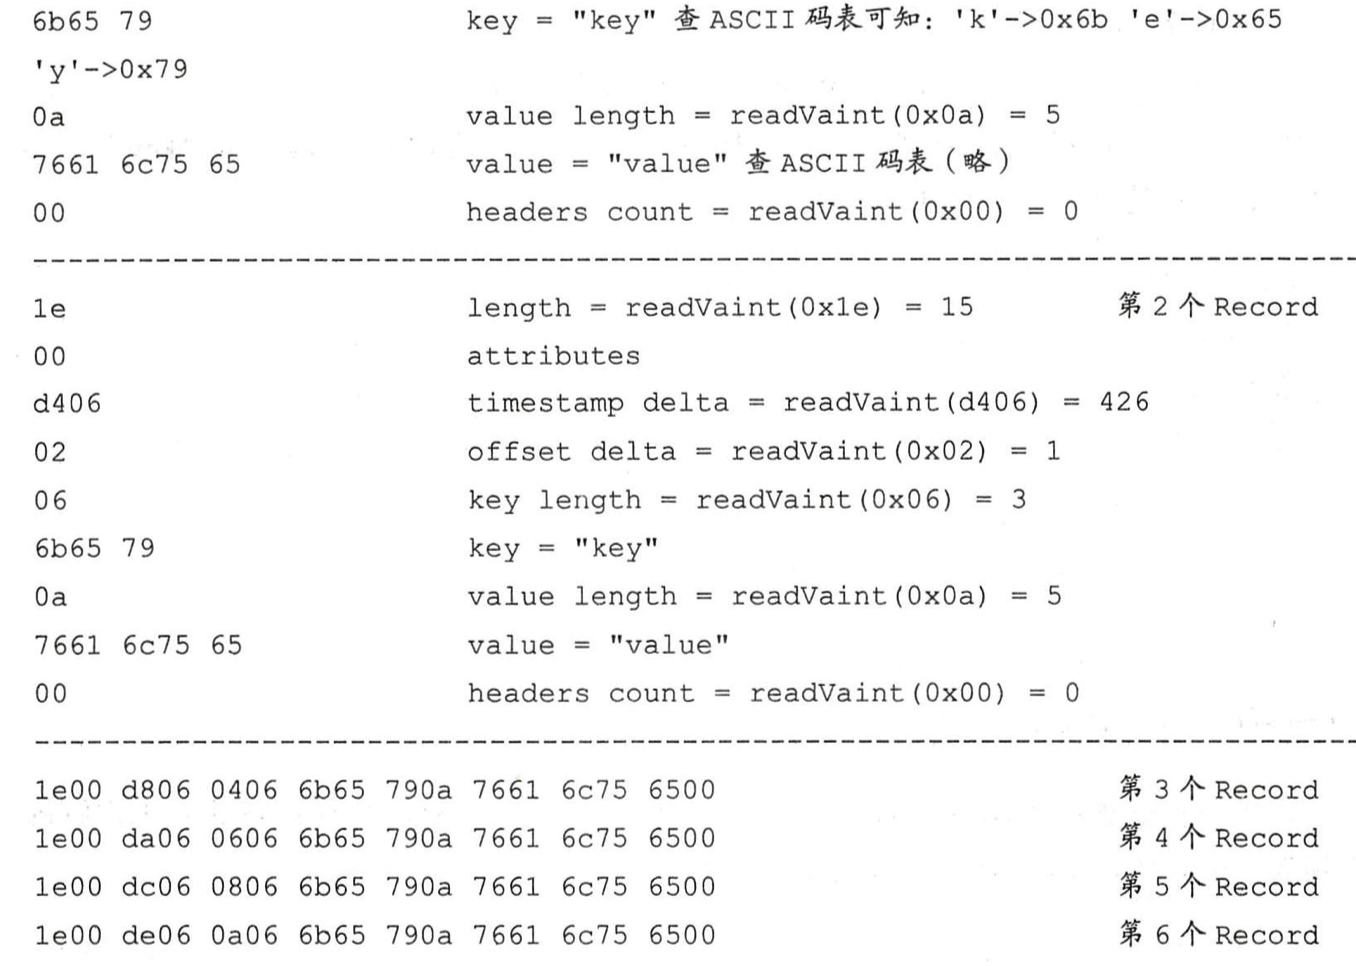 6b65 79 key = "key" 查 ASCII 码表可知：'k'->0x6b 'e'->0x65
'y'->0x79
0a value length = readVaint(0x0a) = 5
7661 6c75 65 value = "value" 查 ASCII 码表（略）
00 headers count = readVaint(0x00) = 0
--------------------------------------------------------------------------------
1e length = readVaint(0x1e) = 15 第 2 个 Record
00 attributes
d406 timestamp delta = readVaint(d406) = 426
02 offset delta = readVaint(0x02) = 1
06 key length = readVaint(0x06) = 3
6b65 79 key = "key"
0a value length = readVaint(0x0a) = 5
7661 6c75 65 value = "value"
00 headers count = readVaint(0x00) = 0
--------------------------------------------------------------------------------
1e00 d806 0406 6b65 790a 7661 6c75 6500 第 3 个 Record
1e00 da06 0606 6b65 790a 7661 6c75 6500 第 4 个 Record
1e00 dc06 0806 6b65 790a 7661 6c75 6500 第 5 个 Record
1e00 de06 0a06 6b65 790a 7661 6c75 6500 第 6 个 Record